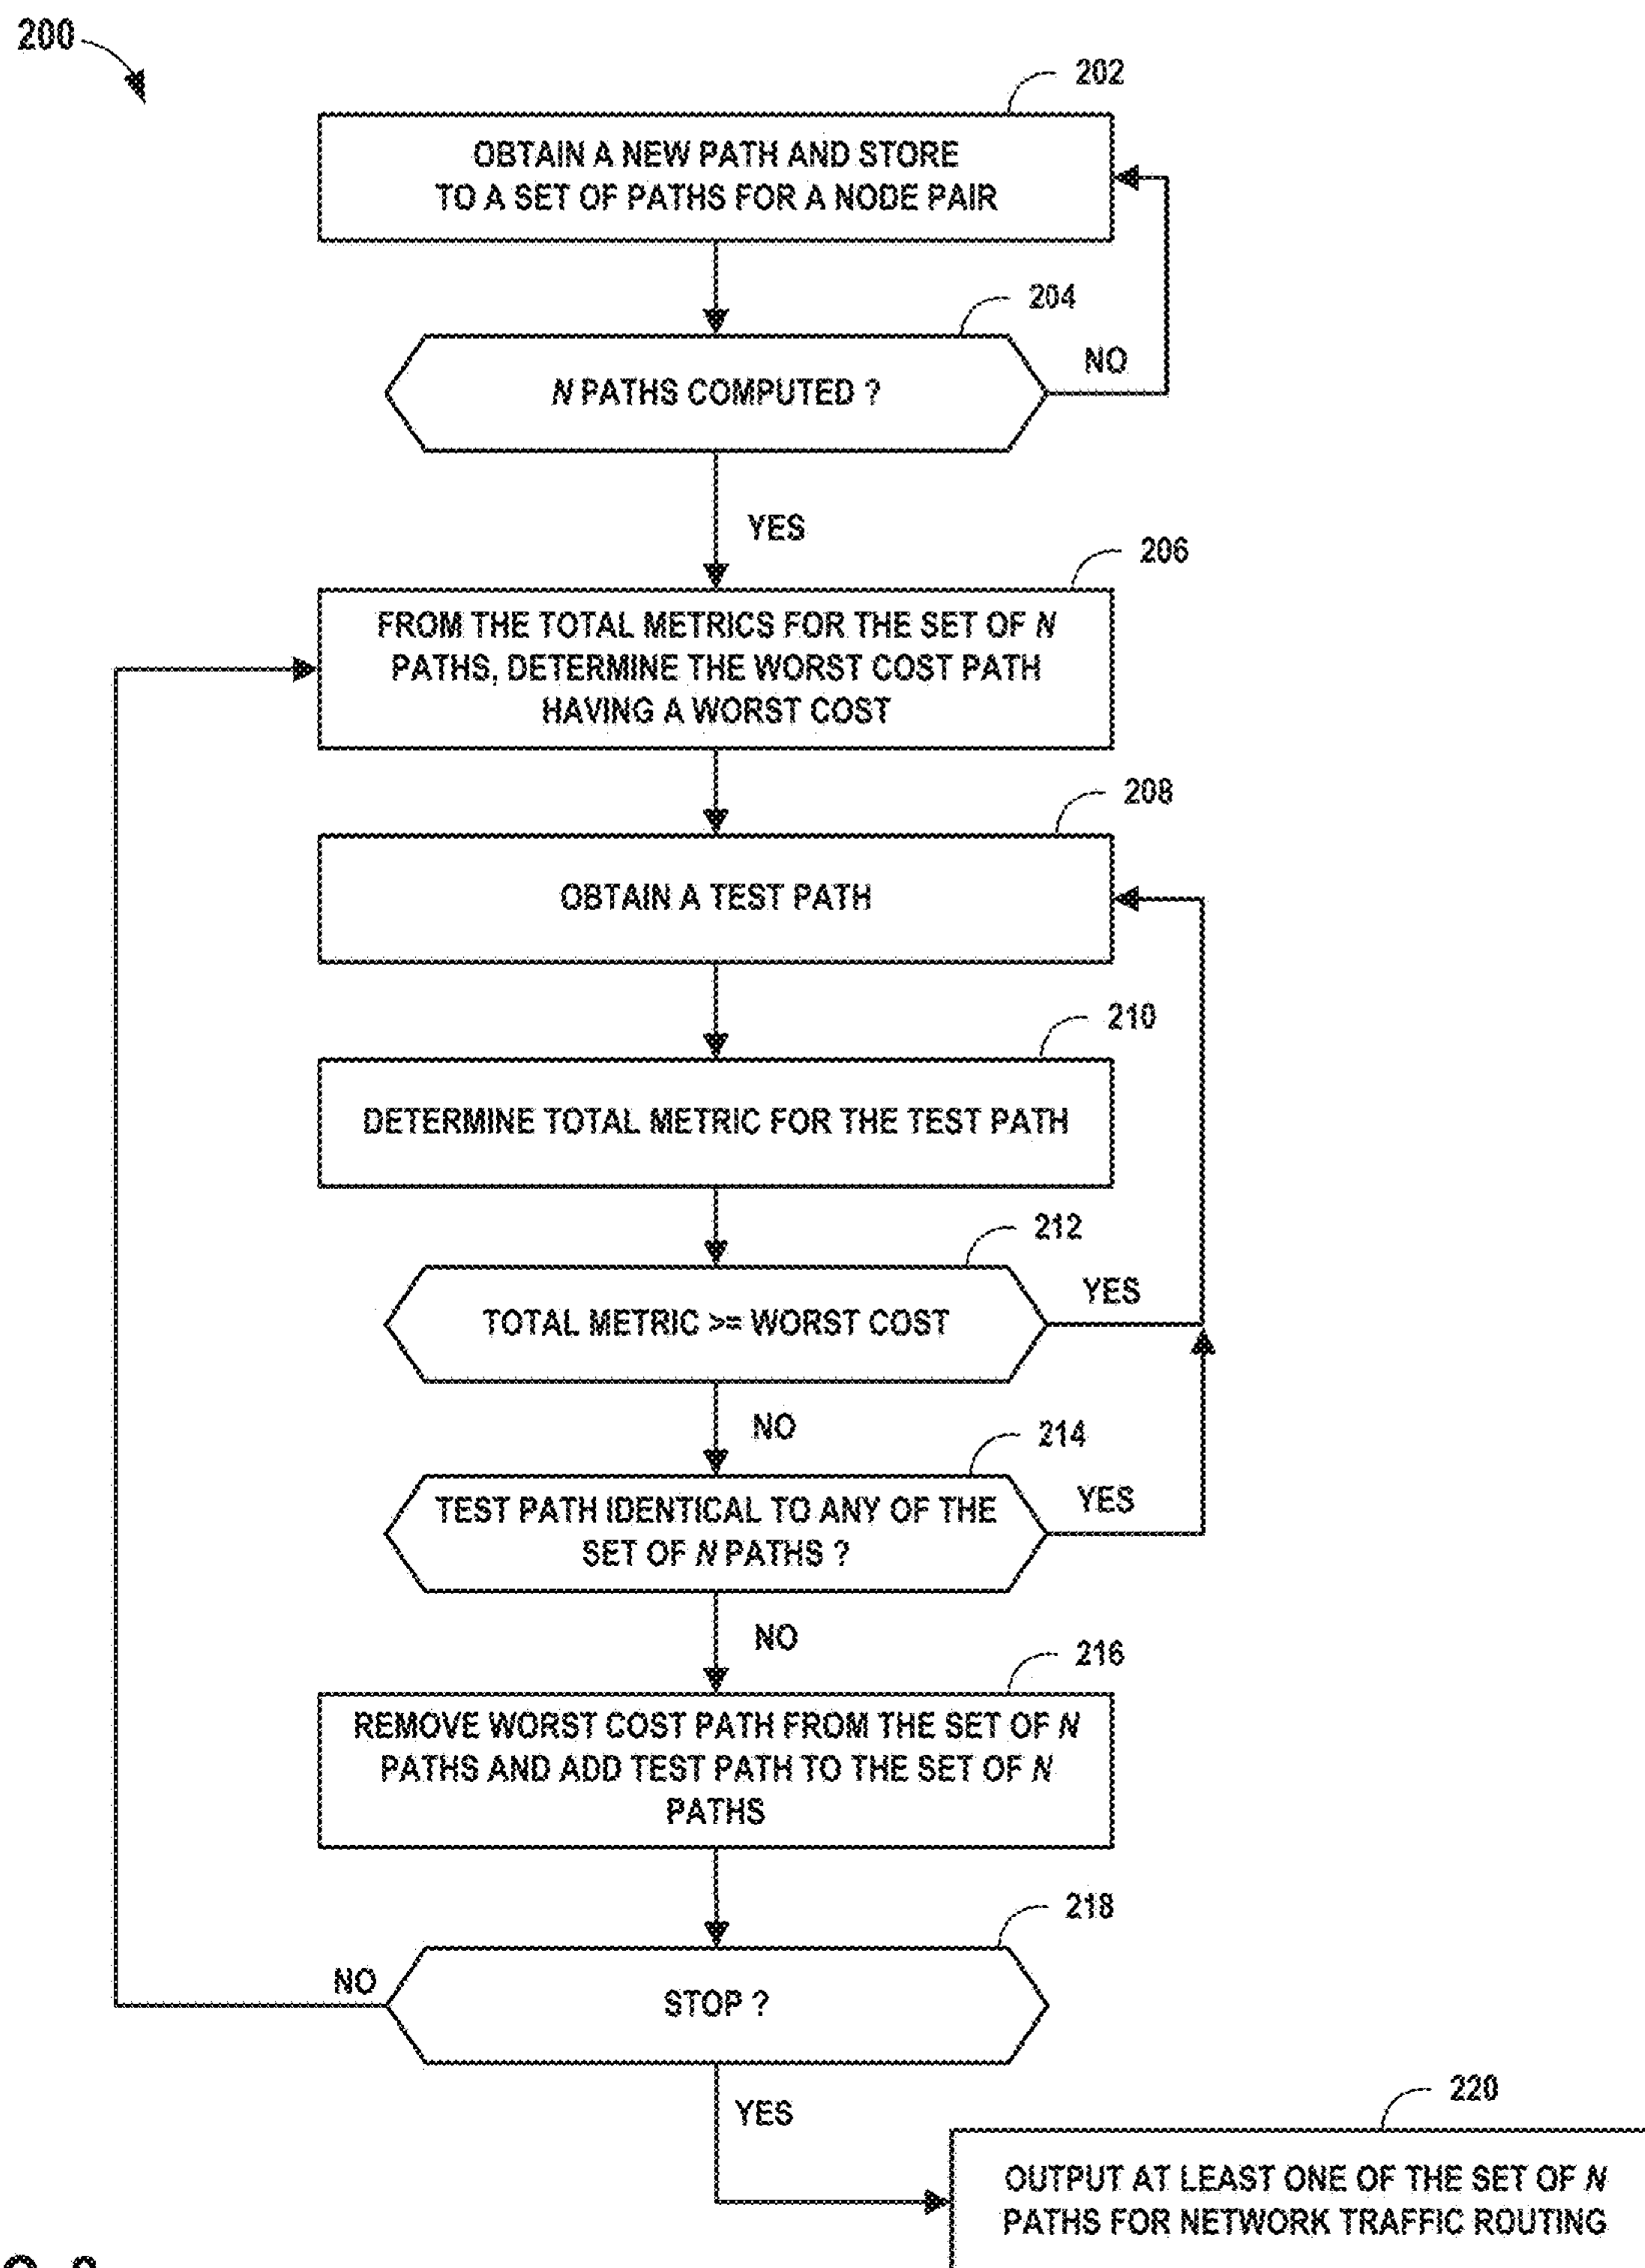 200
202
OBTAIN A NEW PATH AND STORE
TO A SET OF PATHS FOR A NODE PAIR
204
N PATHS COMPUTED ?
NO
YES
206
FROM THE TOTAL METRICS FOR THE SET OF N
PATHS, DETERMINE THE WORST COST PATH
HAVING A WORST COST
208
OBTAIN A TEST PATH
210
DETERMINE TOTAL METRIC FOR THE TEST PATH
212
TOTAL METRIC >= WORST COST
YES
NO
214
TEST PATH IDENTICAL TO ANY OF THE
SET OF N PATHS ?
YES
NO
216
REMOVE WORST COST PATH FROM THE SET OF N
PATHS AND ADD TEST PATH TO THE SET OF N
PATHS
218
STOP ?
NO
YES
220
OUTPUT AT LEAST ONE OF THE SET OF N
PATHS FOR NETWORK TRAFFIC ROUTING